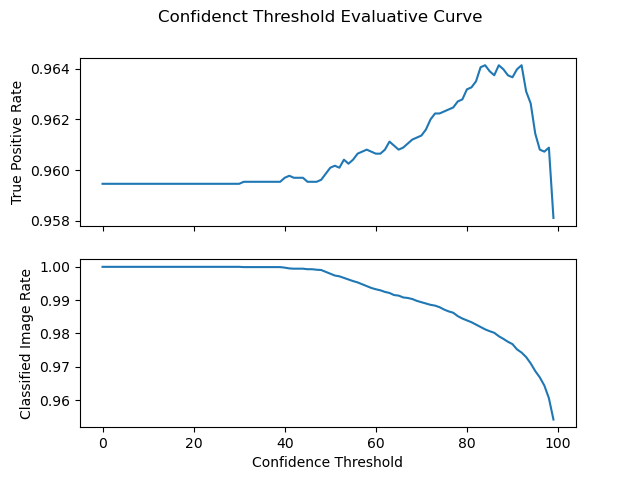 Confidenct Threshold Evaluative Curve
0.964
0.962
0.960
0.958
True Positive Rate
1.00
0.99
0.98
0.97
0.96
Classified Image Rate
0 20 40 60 80 100
Confidence Threshold